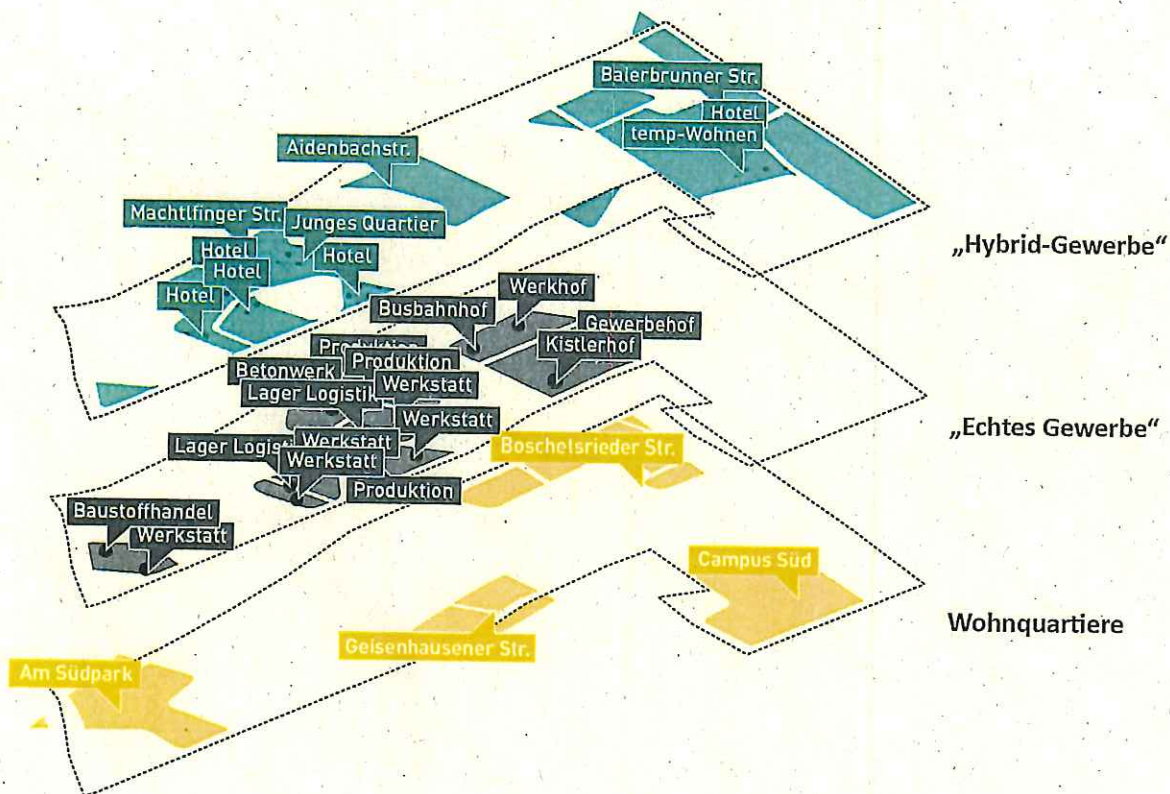 Baierbrunner Str.
Hotel
temp-Wohnen
Aidenbachstr.
Machtlfinger Str.
Junges Quartier
Hotel
Hotel
Hotel
Hotel
„Hybrid-Gewerbe“
Werkhof
Busbahnhof
Gewerbehof
Kistlerhof
Produktion
Produktion
Betonwerk
Werkstatt
Lager Logistik
Werkstatt
Lager Logisti
Werkstatt
Werkstatt
Produktion
Baustoffhandel
Werkstatt
„Echtes Gewerbe“
Boschetsrieder Str.
Campus Süd
Wohnquartiere
Geisenhausener Str.
Am Südpark